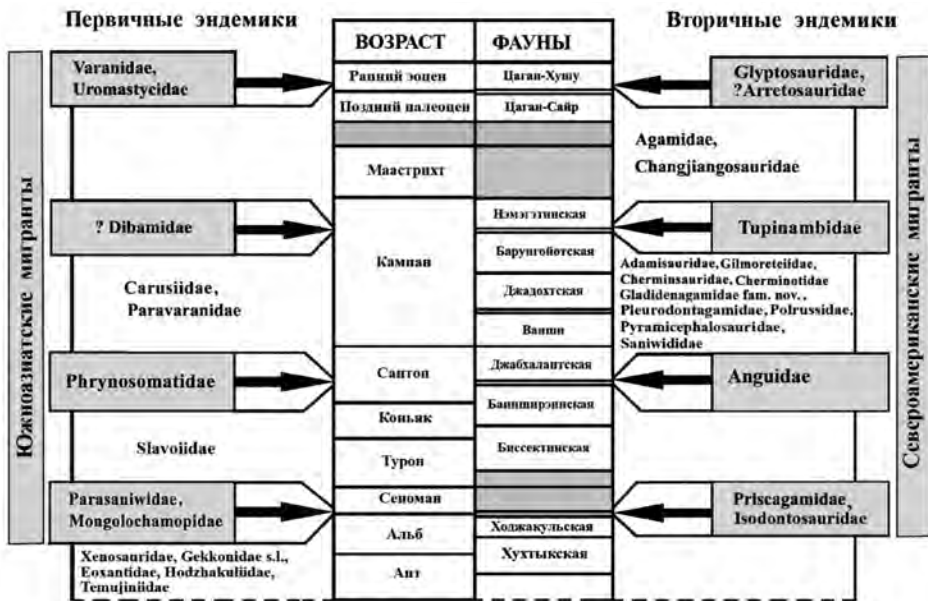 Первичные эндемики
Вторичные эндемики
Южноазиатские мигранты
Североамериканские мигранты
Varanidae,
Uromastycidae
? Dibamidae
Carusiidae,
Paravaranidae
Phrynosomatidae
Slavoiidae
Parasaniwidae,
Mongolochamopidae
Xenosauridae, Gekkonidae s.l.,
Eoxantidae, Hodzhakuliidae,
Temujiniidae
ВОЗРАСТ
Ранний эоцен
Поздний палеоцен
Маастрихт
Кампан
Сантон
Коньяк
Турон
Сеноман
Альб
Апт
ФАУНЫ
Цаган-Хушу
Цаган-Сайр
Нэмэгэтинская
Барунгойотская
Джадохтская
Ванши
Джабхалантская
Баинширэинская
Биссектинская
Ходжакульская
Хухтыкская
Glyptosauridae,
?Arretosauridae
Agamidae,
Changjiangosauridae
Tupinambidae
Adamisauridae, Gilmoreteiidae,
Cherminsauridae, Cherminotidae
Gladidenagamidae fam. nov.,
Pleurodontagamidae, Polrussidae,
Pyramicephalosauridae,
Saniwididae
Anguidae
Priscagamidae,
Isodontosauridae